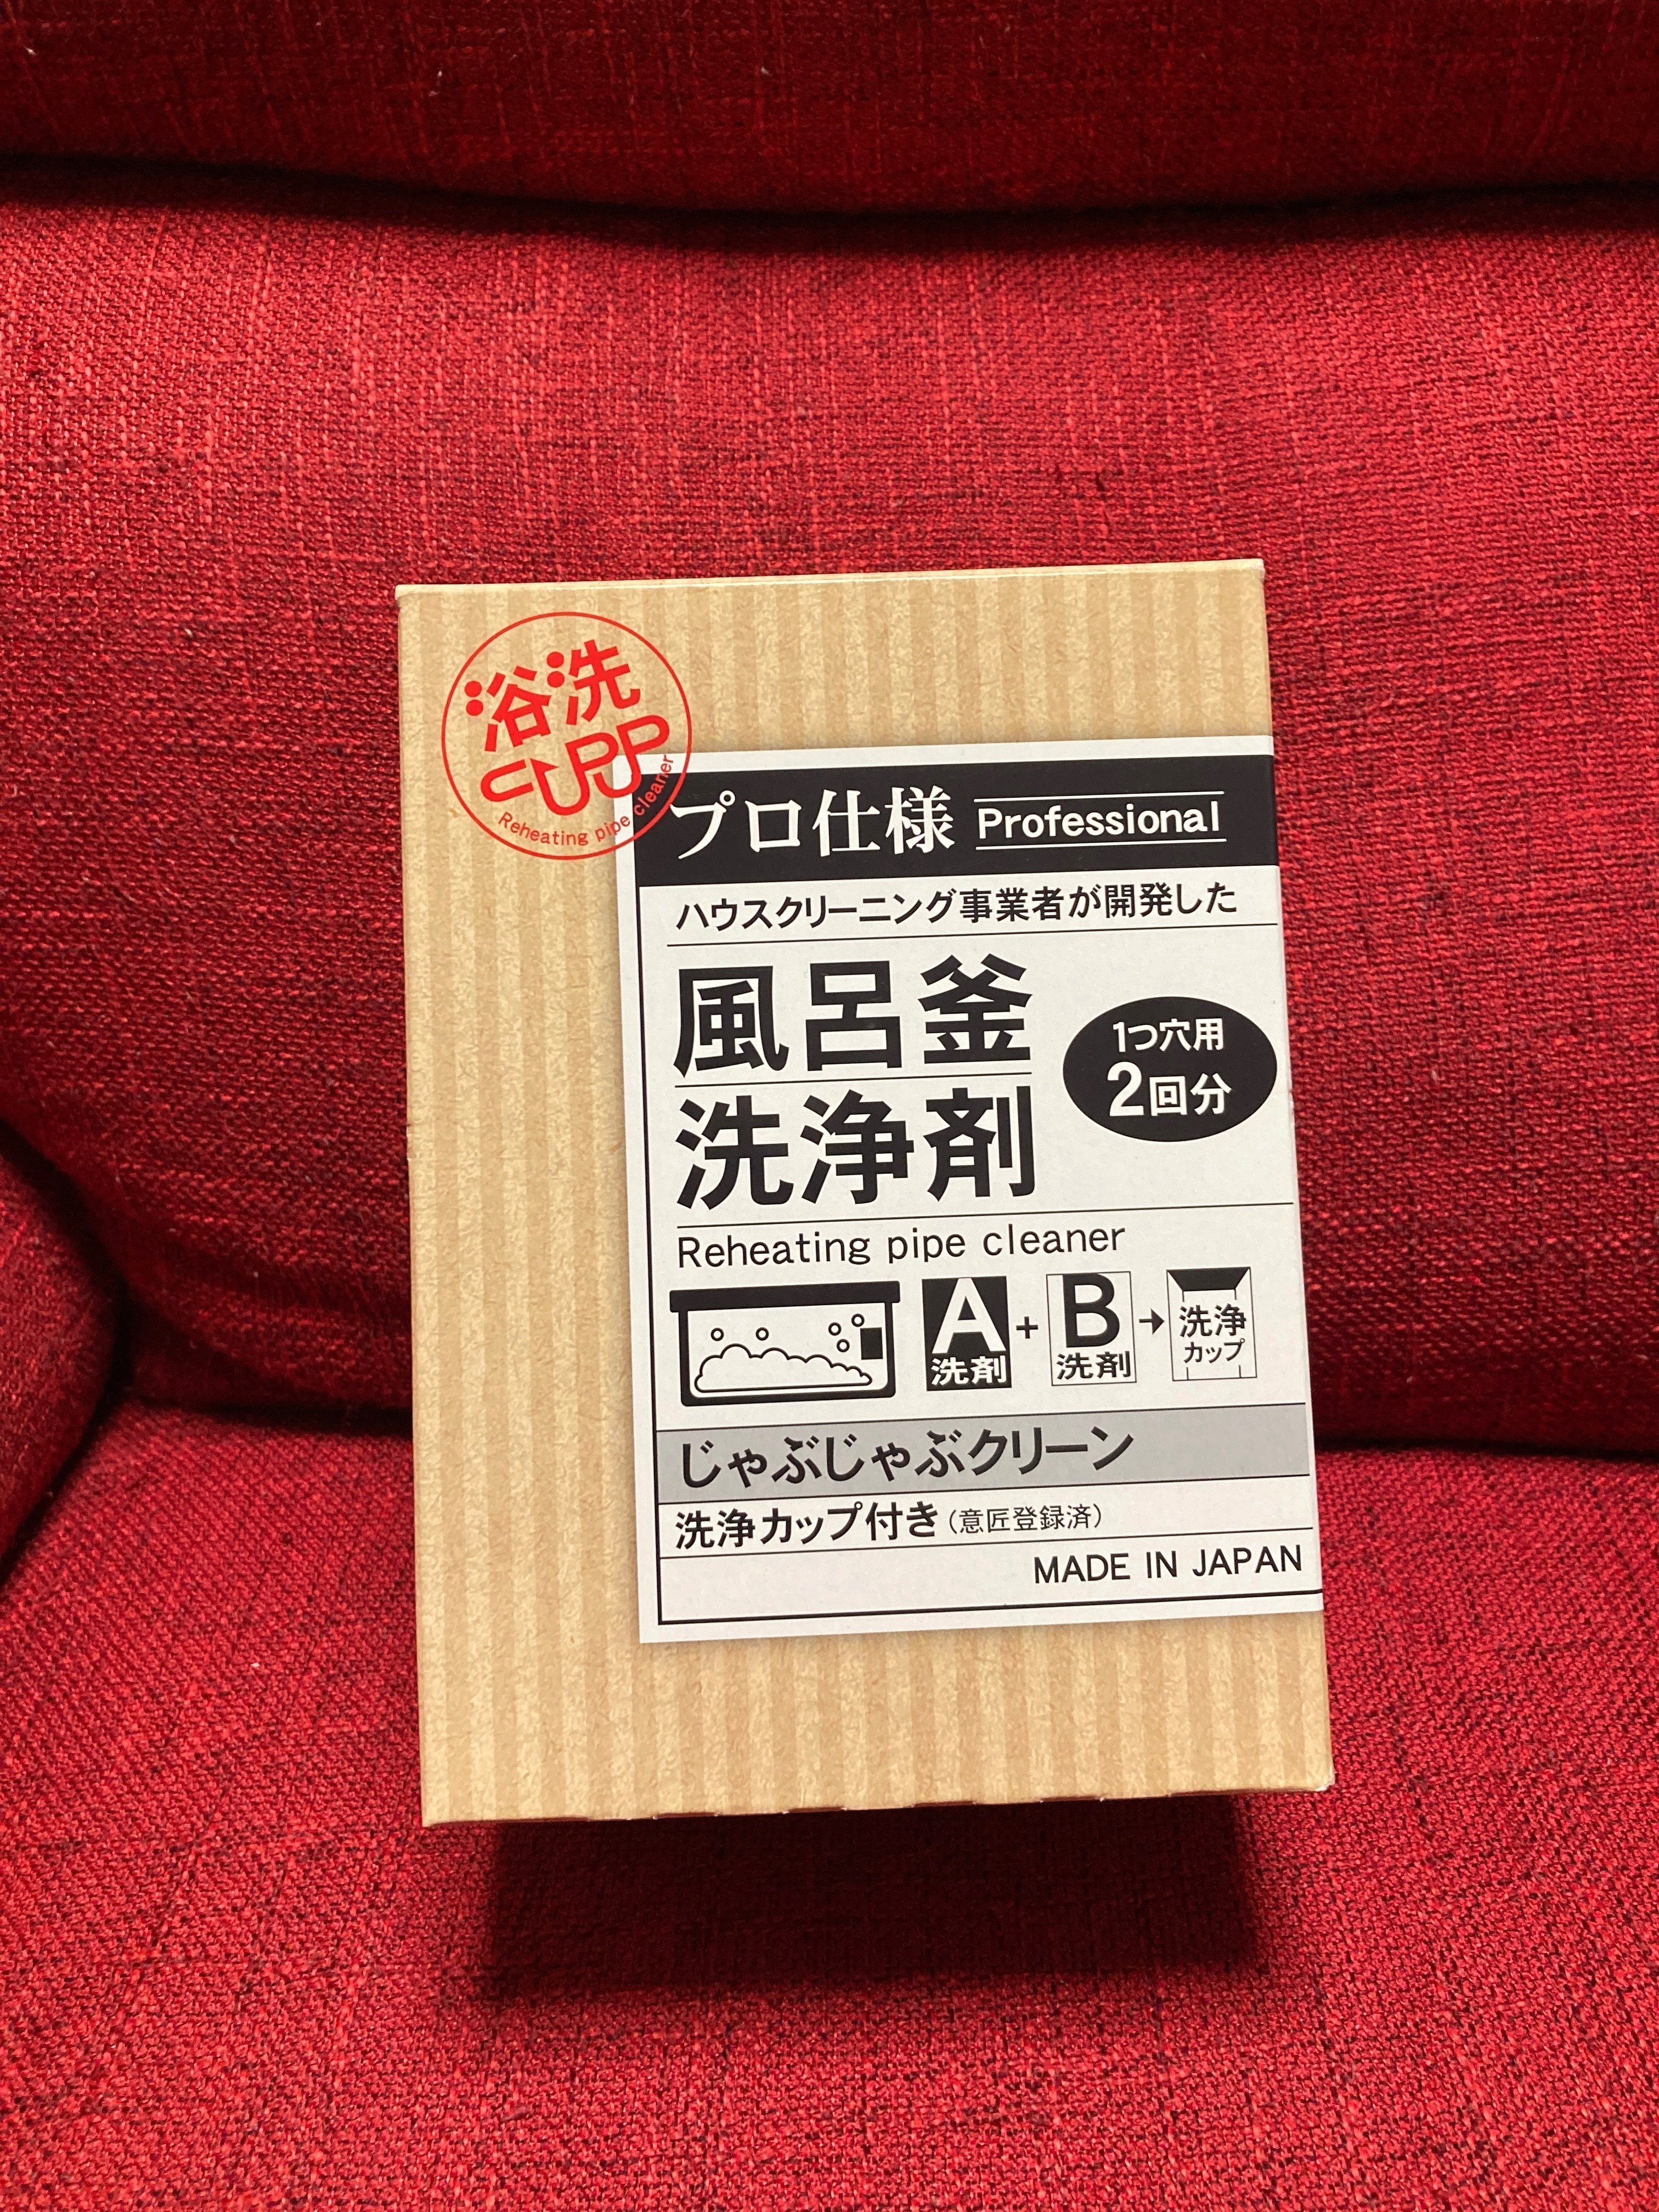 浴洗
CUPP
Reheating pipe cleaner
プロ仕様 Professional
ハウスクリーニング事業者が開発した
風呂釜
洗浄剤
1つ穴用
2回分
Reheating pipe cleaner
A + B → 洗浄
洗剤 洗剤 カップ
じゃぶじゃぶクリーン
洗浄カップ付き（意匠登録済）
MADE IN JAPAN